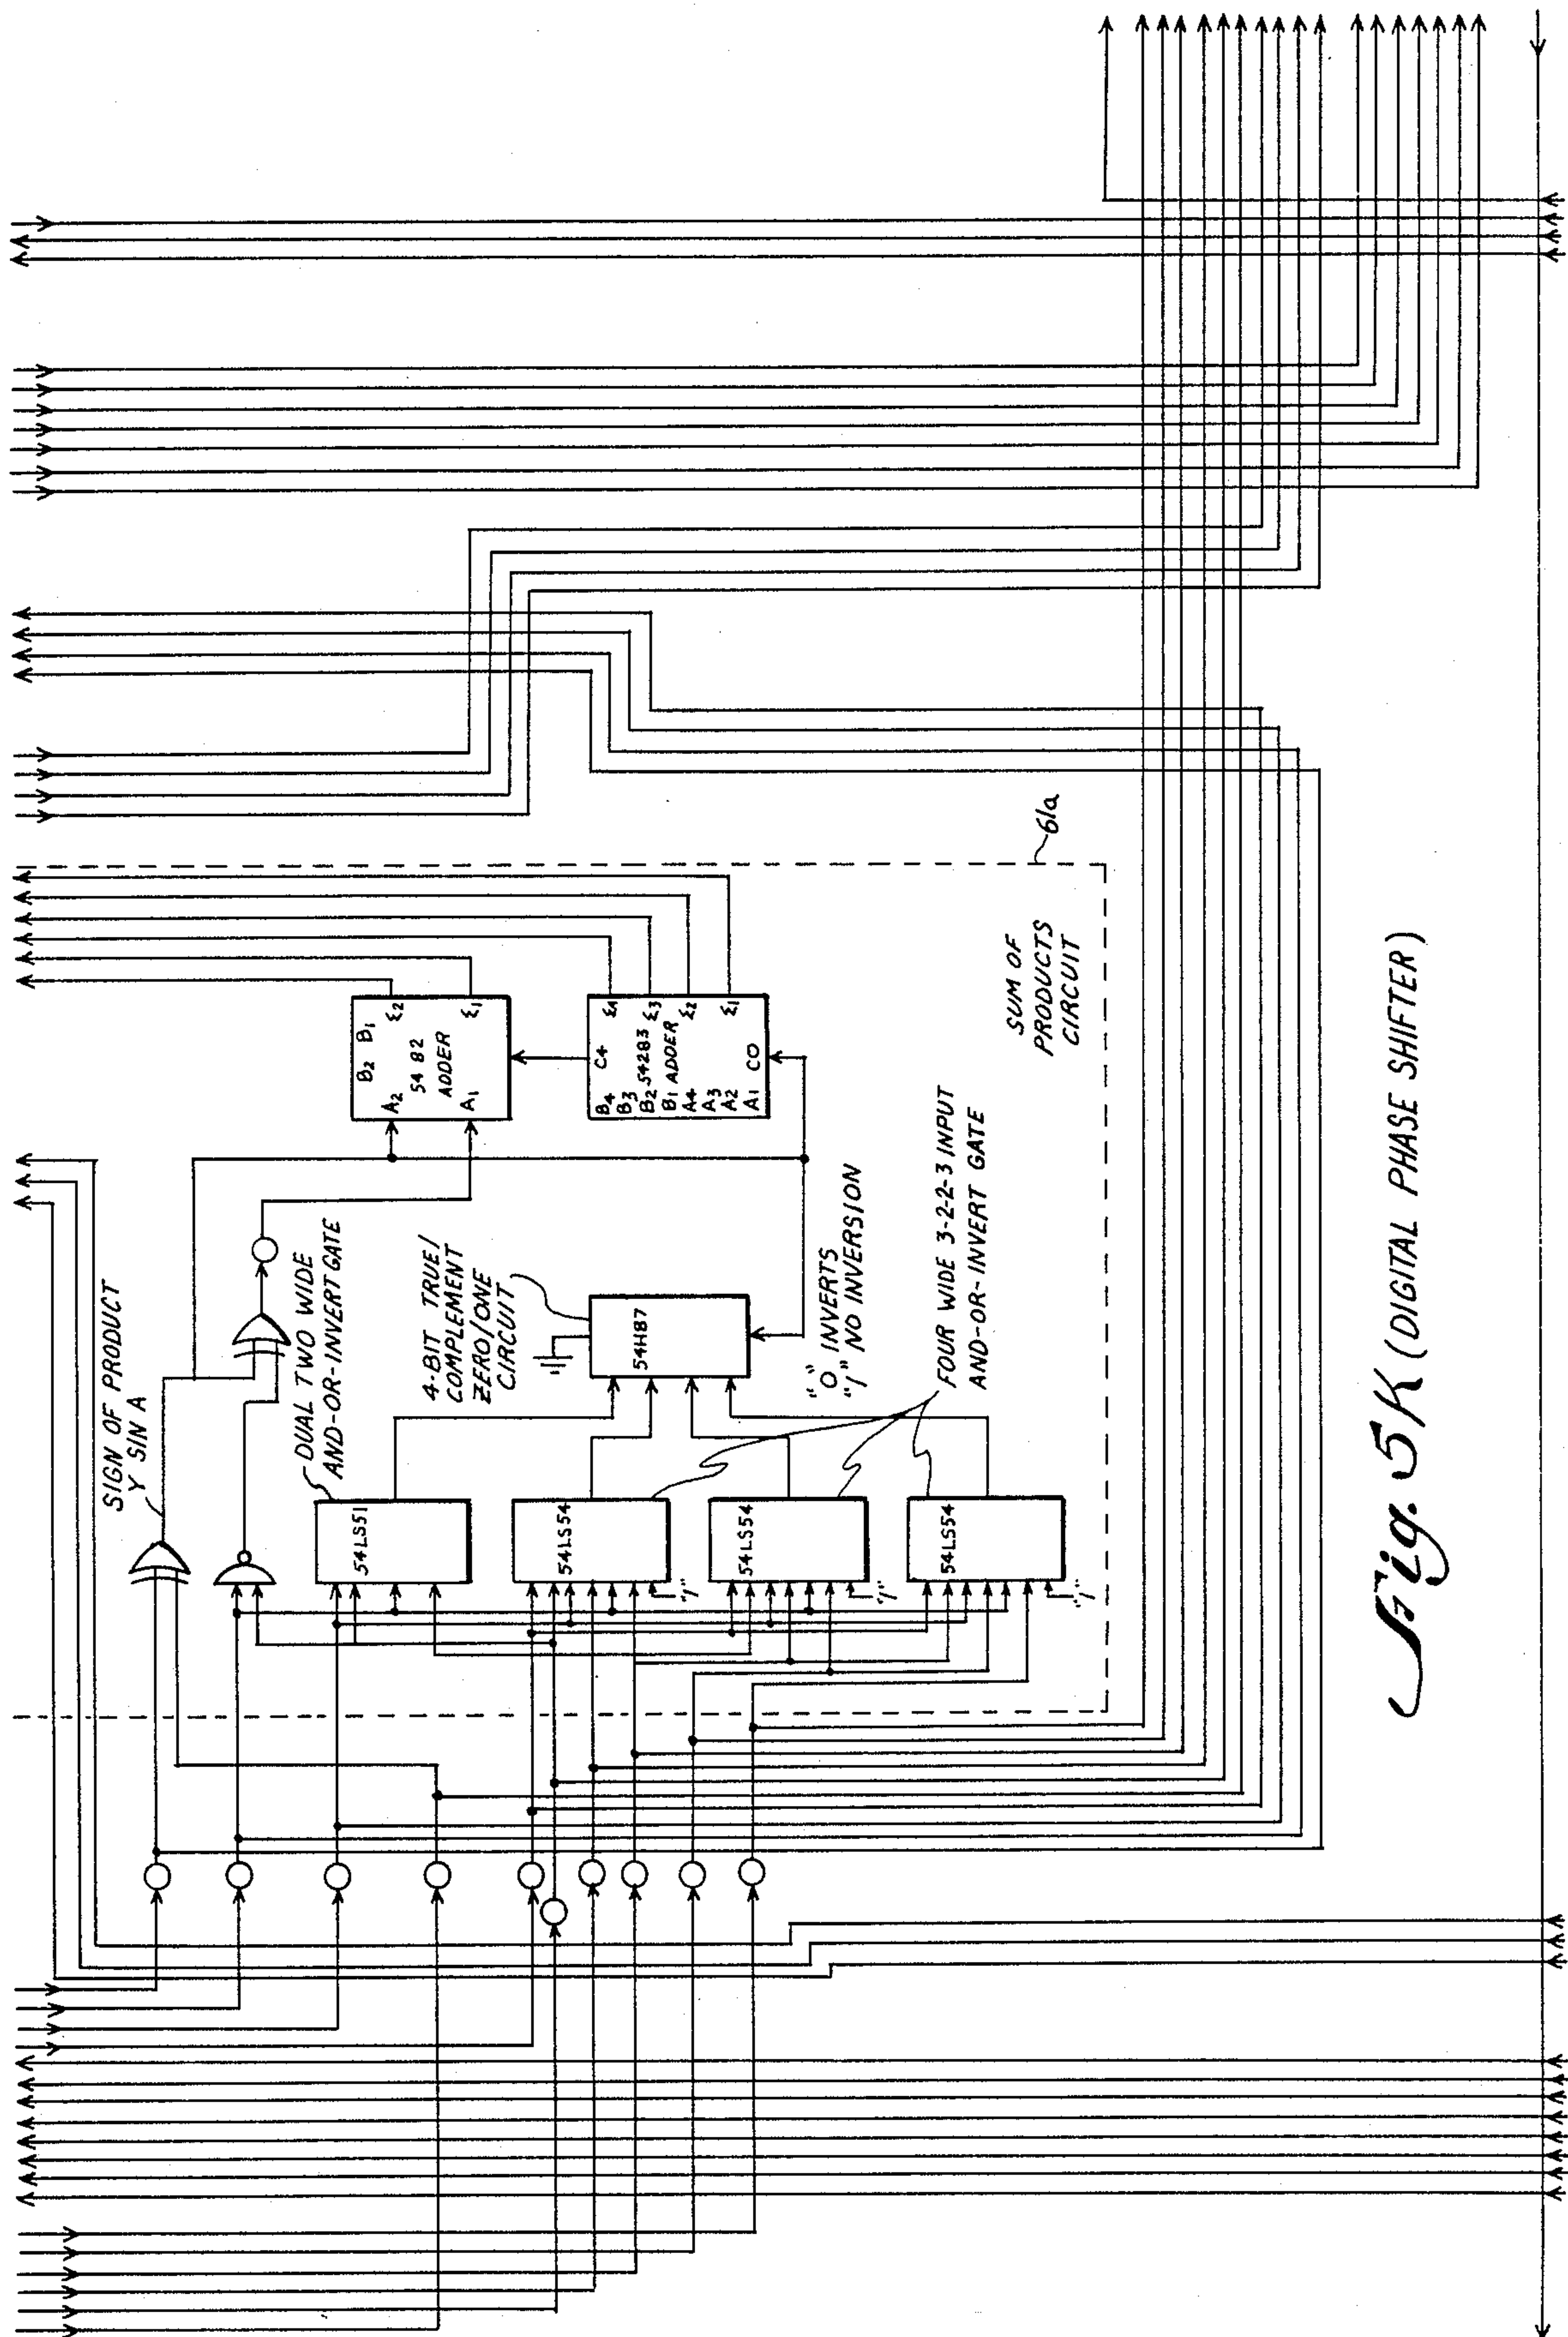 SIGN OF PRODUCT
Y SIN A
DUAL TWO WIDE
AND-OR-INVERT GATE
54LS51
54LS54
"1"
54LS54
"1"
54LS54
"1"
4-BIT TRUE/
COMPLEMENT
ZERO/ONE
CIRCUIT
54H87
"0" INVERTS
"1" NO INVERSION
FOUR WIDE 3-2-2-3 INPUT
AND-OR-INVERT GATE
B2 B1
A2 Σ2
54 82
ADDER
A1 Σ1
C4
B4 Σ4
B3
B2 54283 Σ3
B1 ADDER
A4 Σ2
A3
A2 Σ1
A1 C0
SUM OF
PRODUCTS
CIRCUIT
61a
Fig. 5K (DIGITAL PHASE SHIFTER)